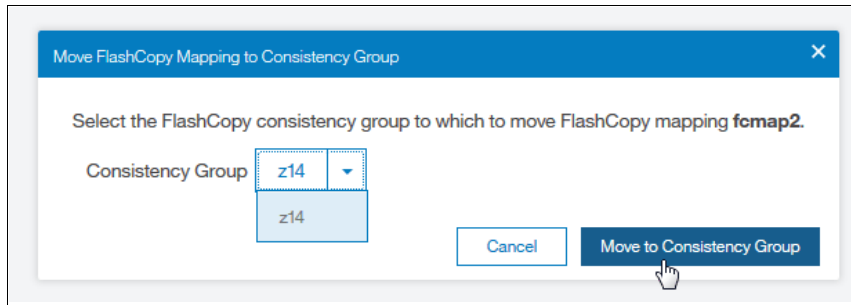 Move FlashCopy Mapping to Consistency Group
Select the FlashCopy consistency group to which to move FlashCopy mapping fcmap2.
Consistency Group z14
z14
Cancel Move to Consistency Group